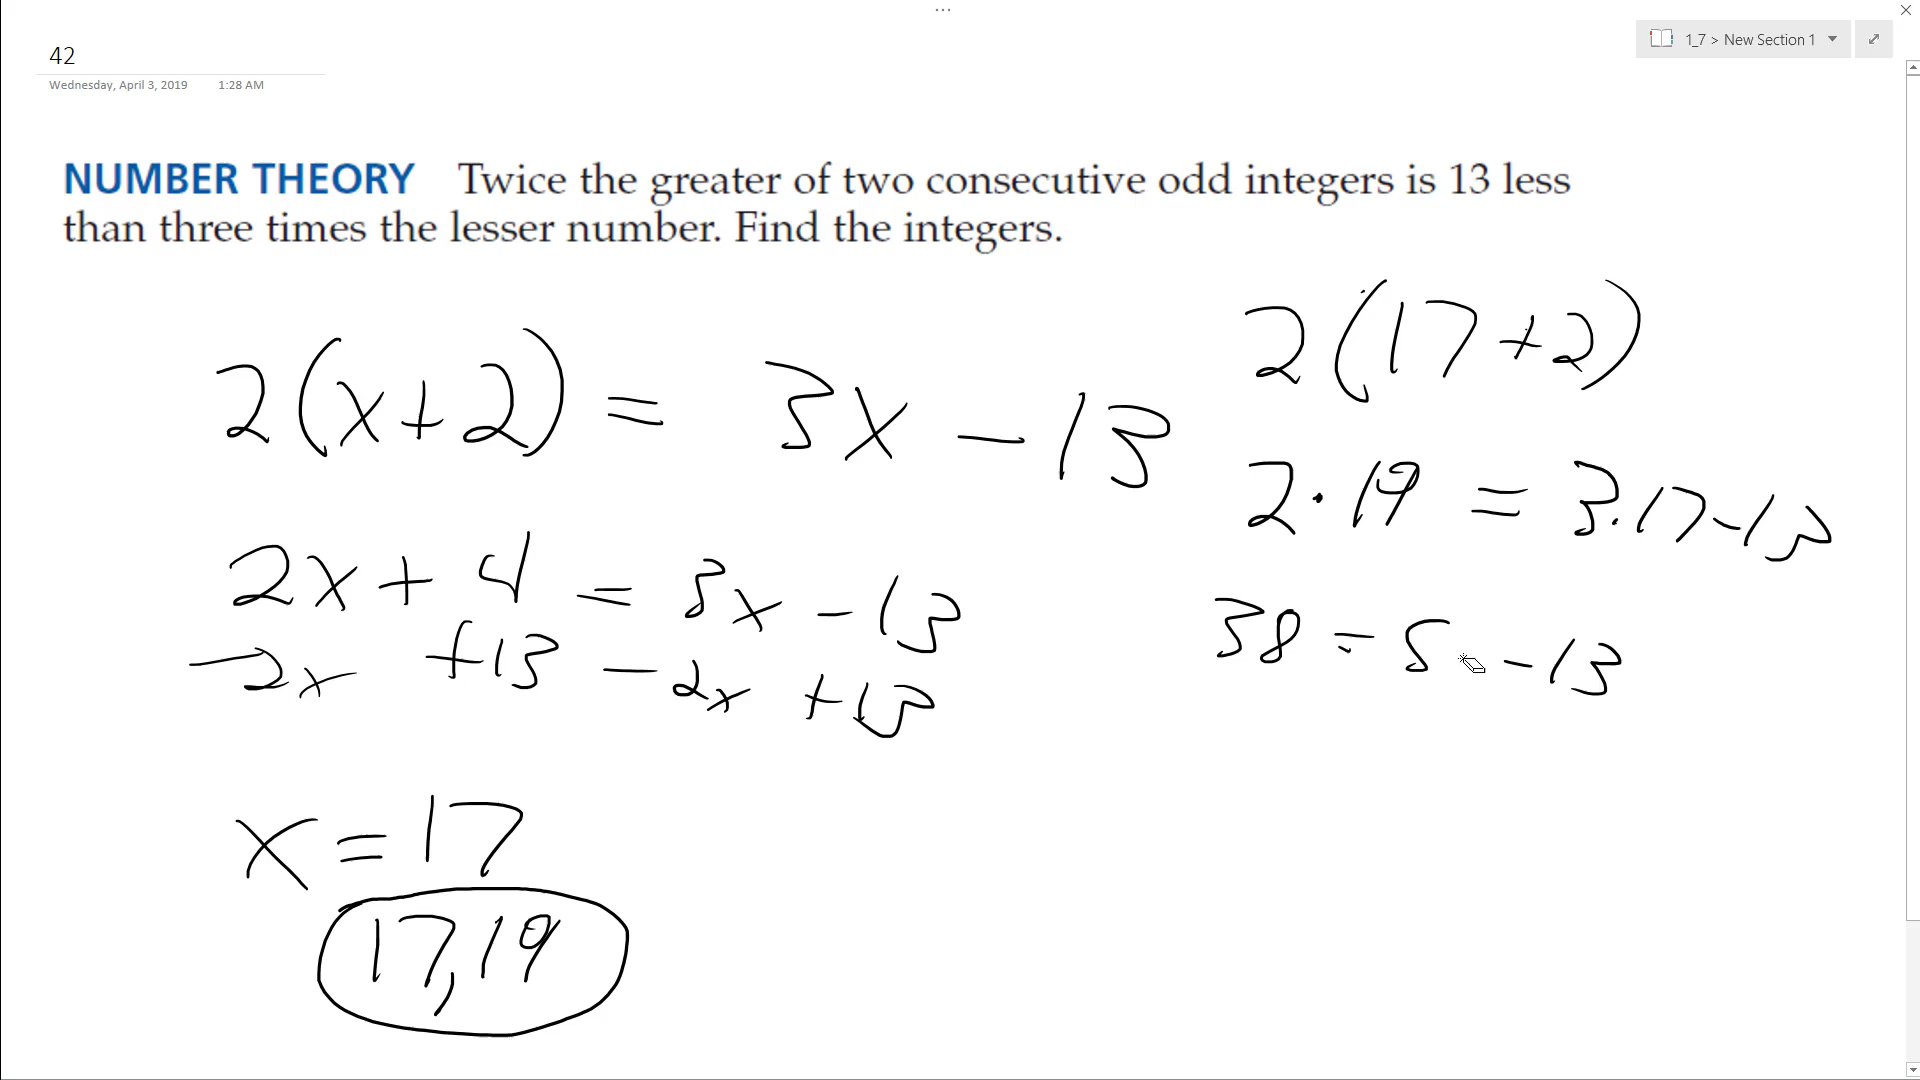 42
Wednesday, April 3, 2019 1:28 AM
1_7 > New Section 1
NUMBER THEORY Twice the greater of two consecutive odd integers is 13 less
than three times the lesser number. Find the integers.
2(x+2) = 3x - 13
2x + 4 = 3x - 13
-2x +13 -2x +13
x = 17
17, 19
2(17+2)
2·19 = 3·17-13
38 = 5 - 13